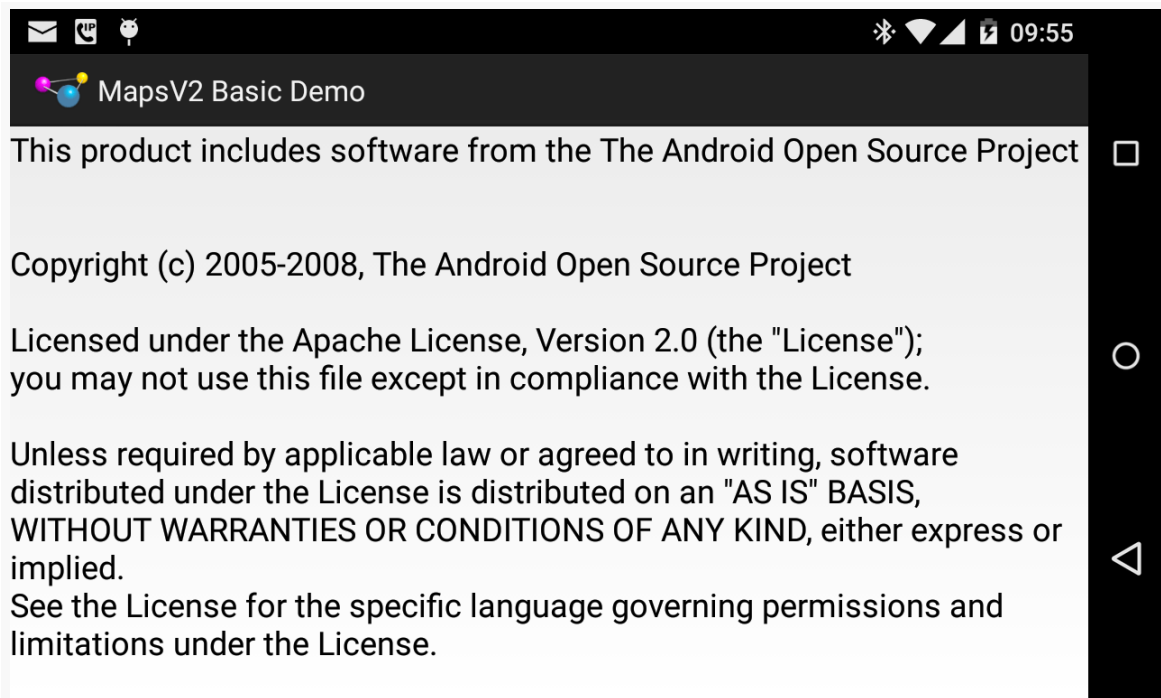 09:55
MapsV2 Basic Demo
This product includes software from the The Android Open Source Project
Copyright (c) 2005-2008, The Android Open Source Project
Licensed under the Apache License, Version 2.0 (the "License");
you may not use this file except in compliance with the License.
Unless required by applicable law or agreed to in writing, software
distributed under the License is distributed on an "AS IS" BASIS,
WITHOUT WARRANTIES OR CONDITIONS OF ANY KIND, either express or
implied.
See the License for the specific language governing permissions and
limitations under the License.